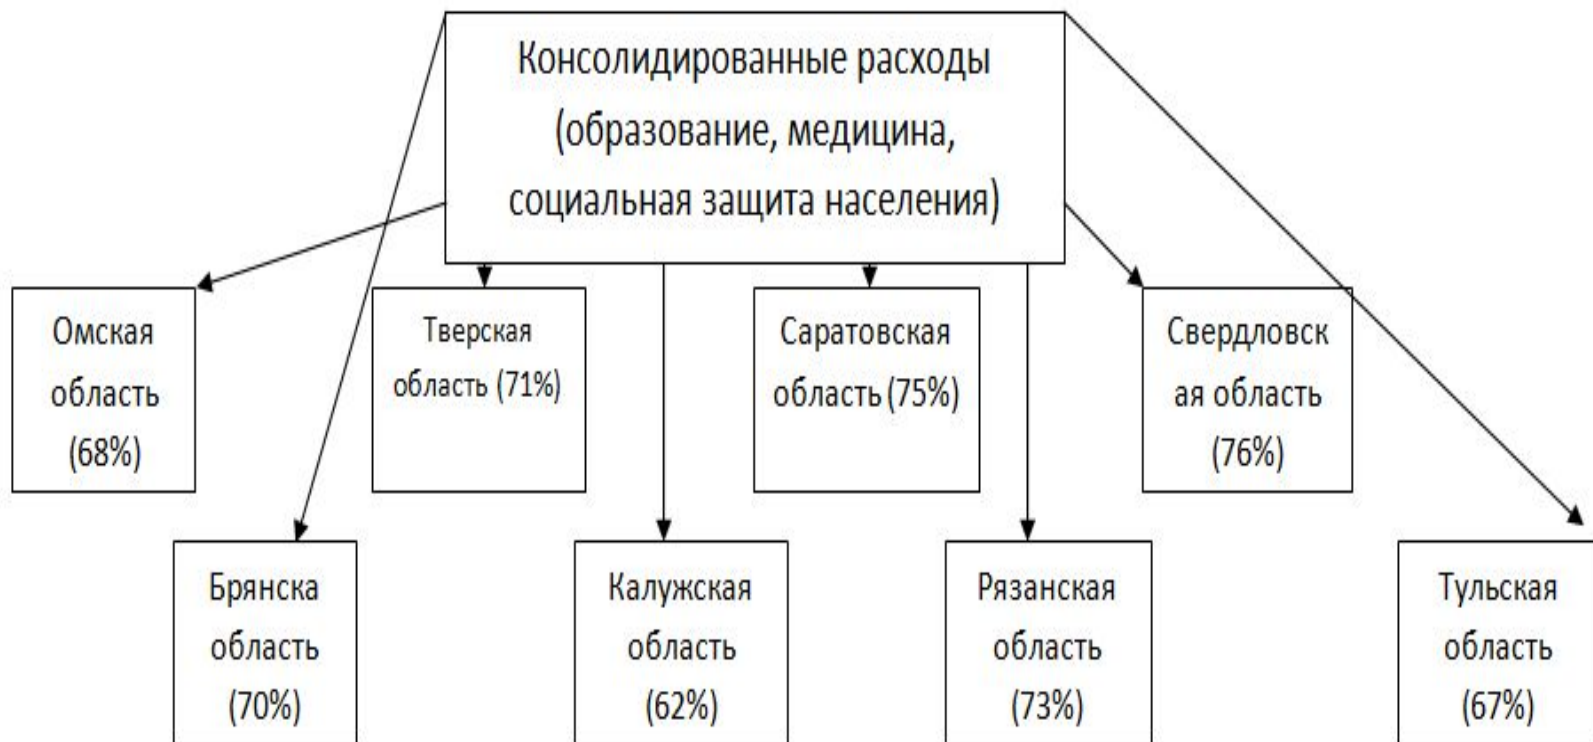 Консолидированные расходы
(образование, медицина,
социальная защита населения)
Омская
область
(68%)
Тверская
область (71%)
Саратовская
область (75%)
Свердловск
ая область
(76%)
Брянска
область
(70%)
Калужская
область
(62%)
Рязанская
область
(73%)
Тульская
область
(67%)